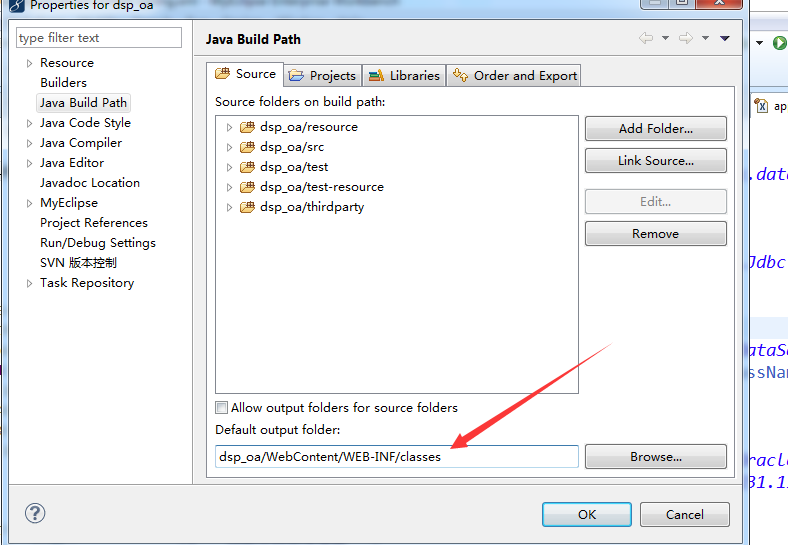 Properties for dsp_oa
type filter text
Resource
Builders
Java Build Path
Java Code Style
Java Compiler
Java Editor
Javadoc Location
MyEclipse
Project References
Run/Debug Settings
SVN 版本控制
Task Repository
Java Build Path
Source
Projects
Libraries
Order and Export
Source folders on build path:
dsp_oa/resource
dsp_oa/src
dsp_oa/test
dsp_oa/test-resource
dsp_oa/thirdparty
Add Folder...
Link Source...
Edit...
Remove
Allow output folders for source folders
Default output folder:
dsp_oa/WebContent/WEB-INF/classes
Browse...
OK
Cancel
ap
.data
Jdbc
ataS
ssNam
racle
31.1